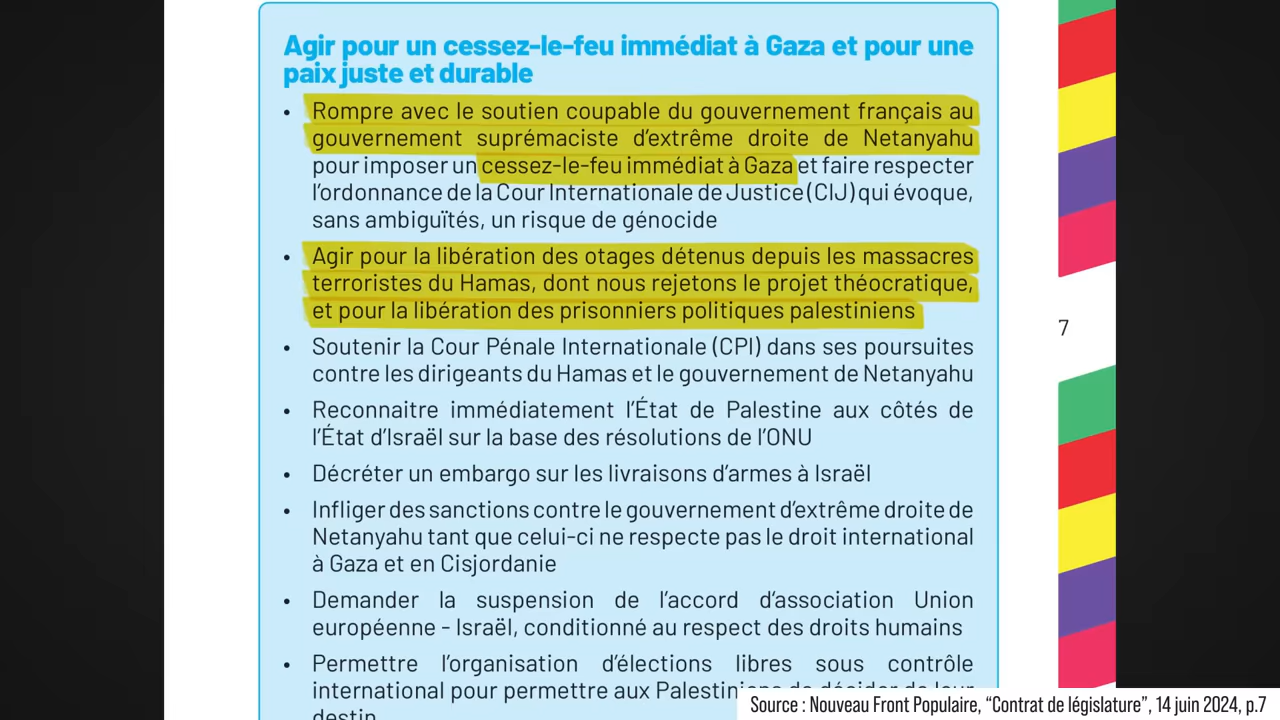 Agir pour un cessez-le-feu immédiat à Gaza et pour une
paix juste et durable
• Rompre avec le soutien coupable du gouvernement français au
gouvernement suprémaciste d’extrême droite de Netanyahu
pour imposer un cessez-le-feu immédiat à Gaza et faire respecter
l’ordonnance de la Cour Internationale de Justice (CIJ) qui évoque,
sans ambiguïtés, un risque de génocide
• Agir pour la libération des otages détenus depuis les massacres
terroristes du Hamas, dont nous rejetons le projet théocratique,
et pour la libération des prisonniers politiques palestiniens
7
• Soutenir la Cour Pénale Internationale (CPI) dans ses poursuites
contre les dirigeants du Hamas et le gouvernement de Netanyahu
• Reconnaitre immédiatement l’État de Palestine aux côtés de
l’État d’Israël sur la base des résolutions de l’ONU
• Décréter un embargo sur les livraisons d’armes à Israël
• Infliger des sanctions contre le gouvernement d’extrême droite de
Netanyahu tant que celui-ci ne respecte pas le droit international
à Gaza et en Cisjordanie
• Demander la suspension de l’accord d’association Union
européenne - Israël, conditionné au respect des droits humains
• Permettre l’organisation d’élections libres sous contrôle
international pour permettre aux Palestiniens de décider de leur
destin
Source : Nouveau Front Populaire, “Contrat de législature”, 14 juin 2024, p.7